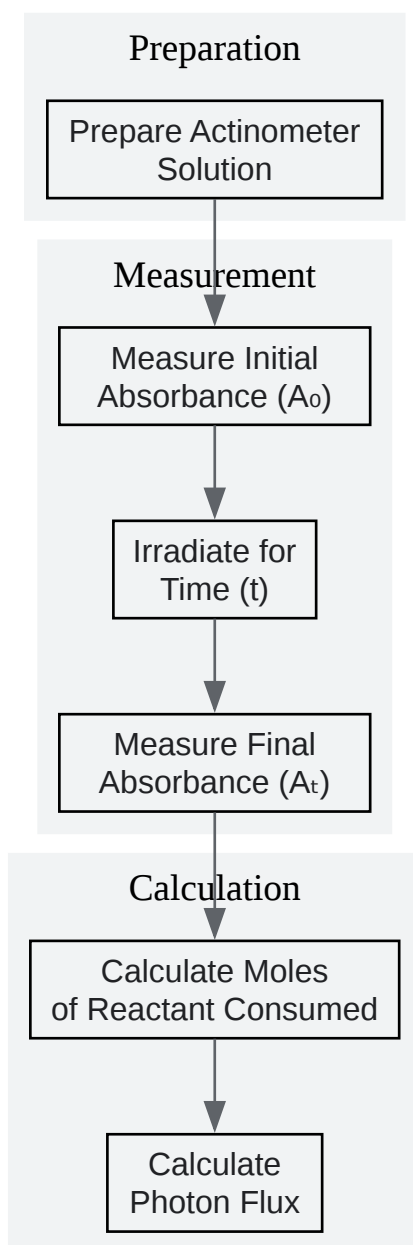 Preparation
Prepare Actinometer
Solution
Measurement
Measure Initial
Absorbance (A₀)
Irradiate for
Time (t)
Measure Final
Absorbance (Aₜ)
Calculation
Calculate Moles
of Reactant Consumed
Calculate
Photon Flux